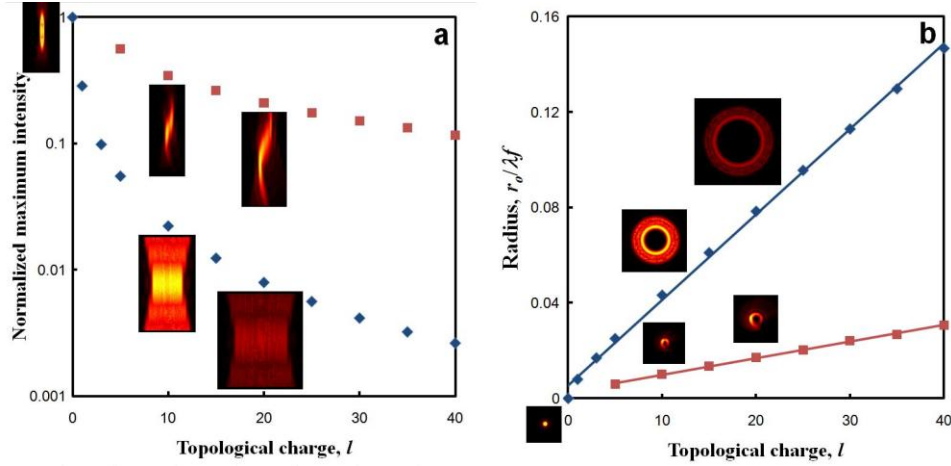 a
1
0.1
0.01
0.001
Normalized maximum intensity
0 10 20 30 40
Topological charge, l
b
0.16
0.12
0.08
0.04
0
Radius, r_o/λf
0 10 20 30 40
Topological charge, l